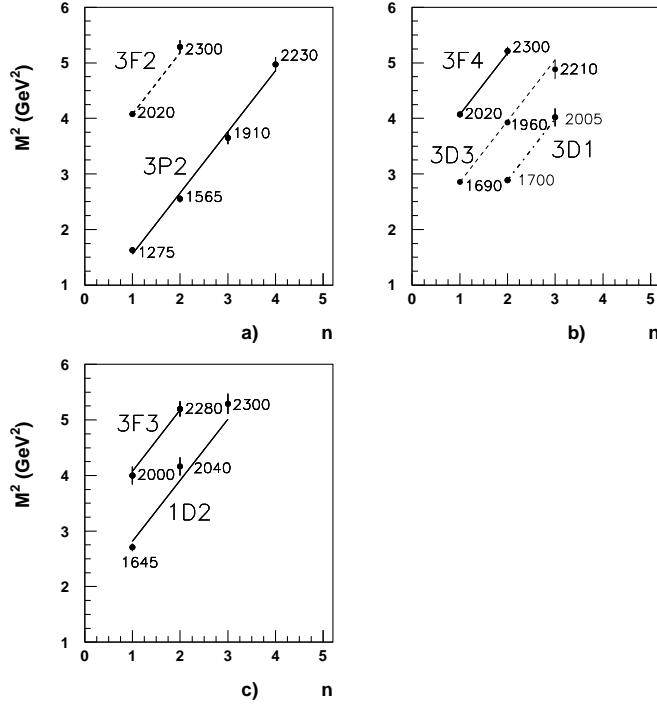 M² (GeV²)
6
5
4
3
2
1
0 1 2 3 4 5
3F2
2300
2020
2230
3P2
1910
1565
1275
a) n
6
5
4
3
2
1
0 1 2 3 4 5
3F4
2300
2020
2210
1960
2005
3D3
3D1
1690
1700
b) n
M² (GeV²)
6
5
4
3
2
1
0 1 2 3 4 5
3F3
2280
2300
2000
2040
1D2
1645
c) n